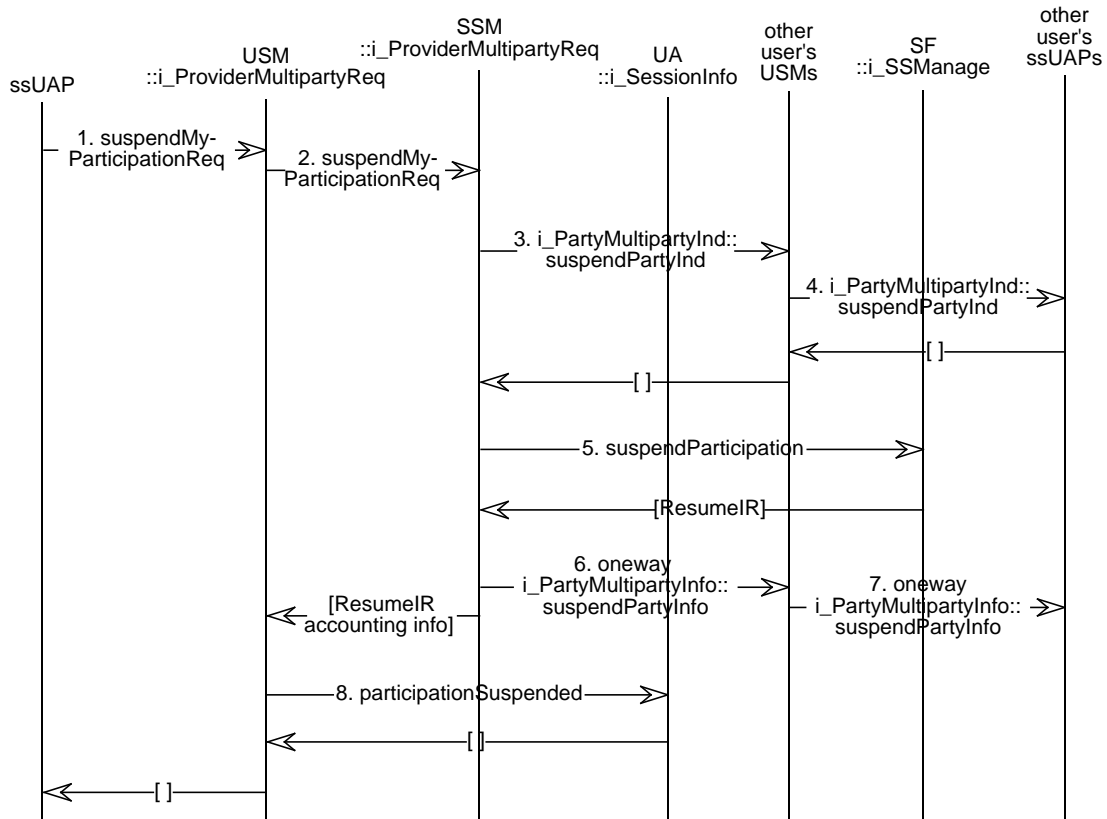 ssUAP
USM
::i_ProviderMultipartyReq
SSM
::i_ProviderMultipartyReq
UA
::i_SessionInfo
other
user's
USMs
SF
::i_SSManage
other
user's
ssUAPs
1. suspendMy-
ParticipationReq
2. suspendMy-
ParticipationReq
3. i_PartyMultipartyInd::
suspendPartyInd
4. i_PartyMultipartyInd::
suspendPartyInd
[ ]
[ ]
5. suspendParticipation
[ResumeIR]
6. oneway
i_PartyMultipartyInfo::
suspendPartyInfo
7. oneway
i_PartyMultipartyInfo::
suspendPartyInfo
[ResumeIR
accounting info]
8. participationSuspended
[ ]
[ ]